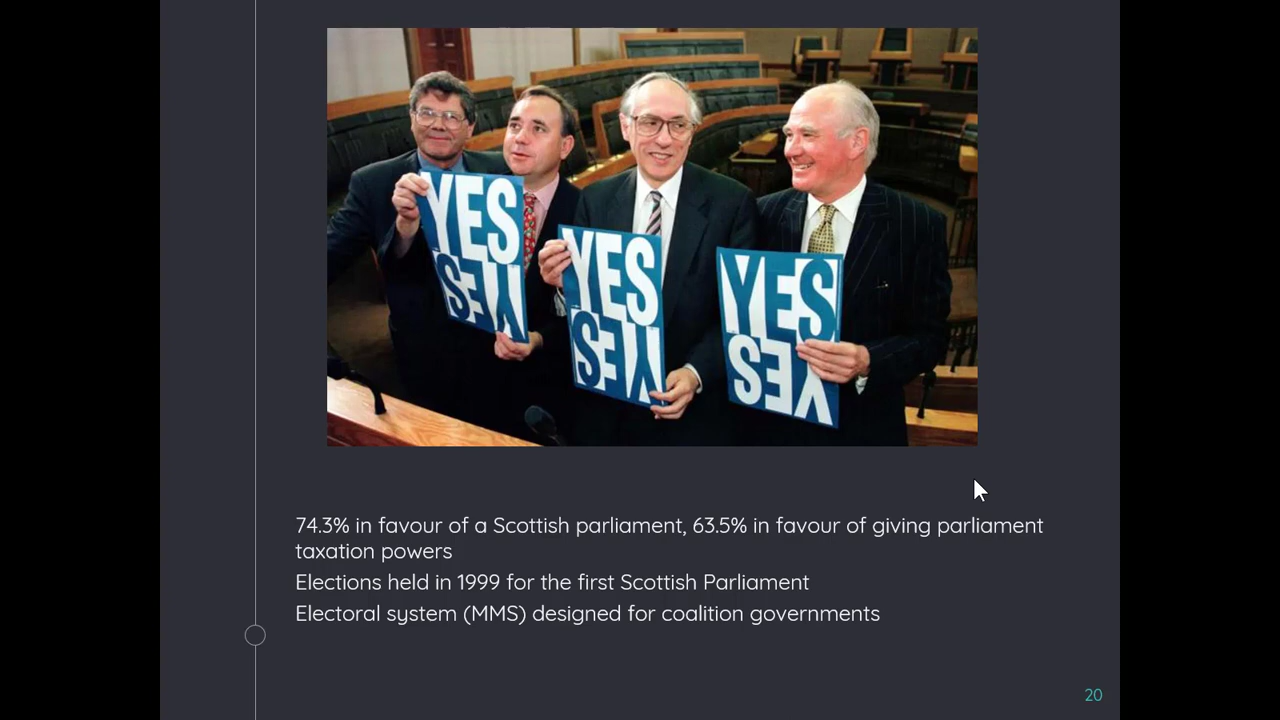 YES
YES
YES
YES
YES
YES
74.3% in favour of a Scottish parliament, 63.5% in favour of giving parliament
taxation powers
Elections held in 1999 for the first Scottish Parliament
Electoral system (MMS) designed for coalition governments
20